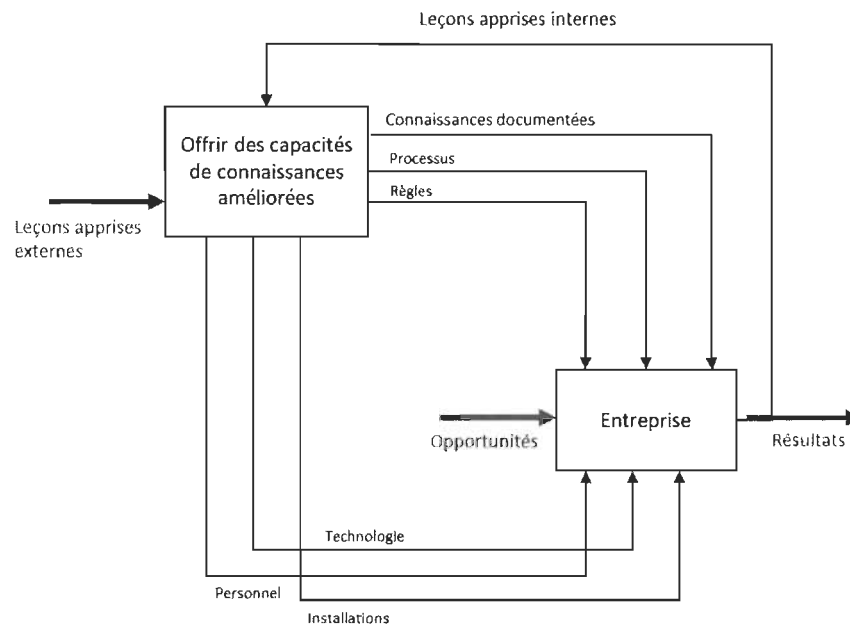 Leçons apprises internes
Connaissances documentées
Offrir des capacités
de connaissances
améliorées
Processus
Règles
Leçons apprises
externes
Entreprise
Opportunités
Résultats
Technologie
Personnel
Installations